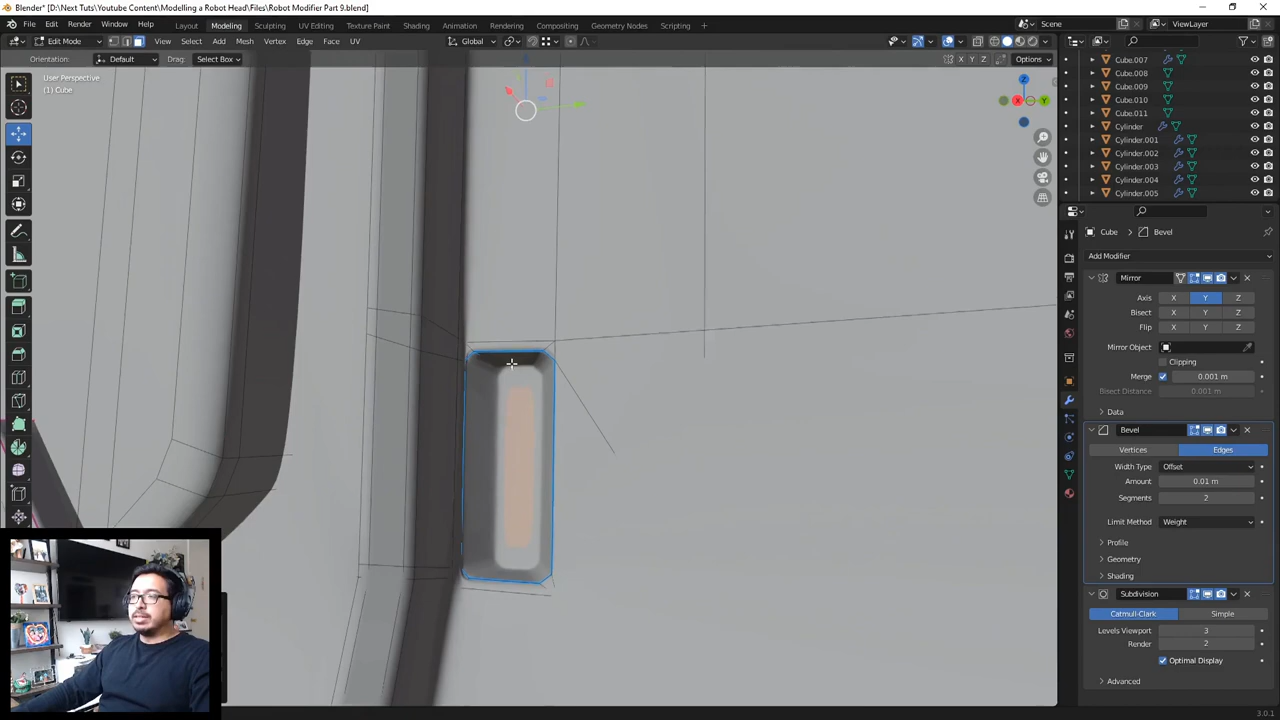 Blender* [D:\Next Tuts\Youtube Content\Modelling a Robot Head\Files\Robot Modifier Part 9.blend]
File Edit Render Window Help Layout Modeling Sculpting UV Editing Texture Paint Shading Animation Rendering Compositing Geometry Nodes Scripting + Scene ViewLayer
Edit Mode View Select Add Mesh Vertex Edge Face UV Global
Orientation: Default Drag: Select Box X Y Z Options
User Perspective
(1) Cube
Z
X Y
Cube.007
Cube.008
Cube.009
Cube.010
Cube.011
Cylinder
Cylinder.001
Cylinder.002
Cylinder.003
Cylinder.004
Cylinder.005
Cube > Bevel
Add Modifier
Mirror
Axis X Y Z
Bisect X Y Z
Flip X Y Z
Mirror Object
Clipping
Merge 0.001 m
Bisect Distance 0.001 m
Data
Bevel
Vertices Edges
Width Type Offset
Amount 0.01 m
Segments 2
Limit Method Weight
Profile
Geometry
Shading
Subdivision
Catmull-Clark Simple
Levels Viewport 3
Render 2
Optimal Display
Advanced
3.0.1